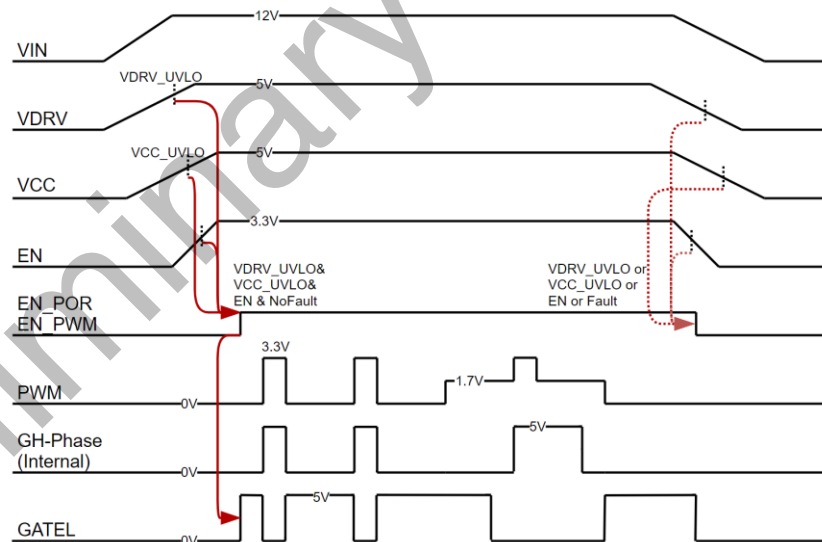 VIN
12V
VDRV_UVLO
5V
VDRV
VCC_UVLO
5V
VCC
3.3V
EN
VDRV_UVLO&
VCC_UVLO&
EN & NoFault
VDRV_UVLO or
VCC_UVLO or
EN or Fault
EN_POR
EN_PWM
3.3V
PWM
0V
1.7V
GH-Phase
(Internal)
0V
5V
GATEL
0V
5V
iminary